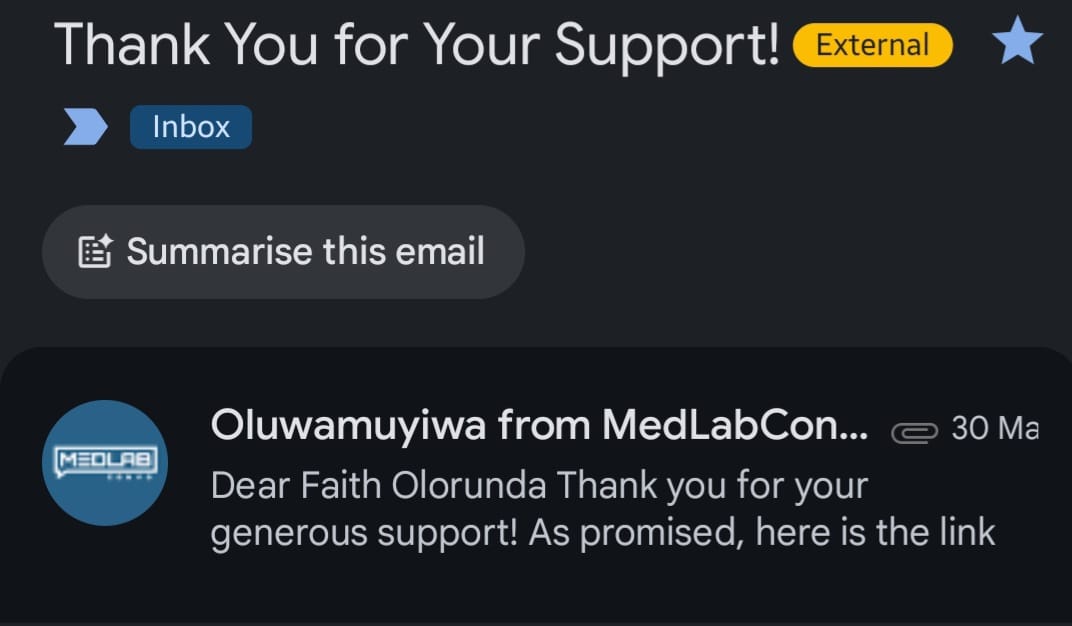 Thank You for Your Support! External
Inbox
Summarise this email
MEDLAB
Oluwamuyiwa from MedLabCon... 30 Ma
Dear Faith Olorunda Thank you for your
generous support! As promised, here is the link